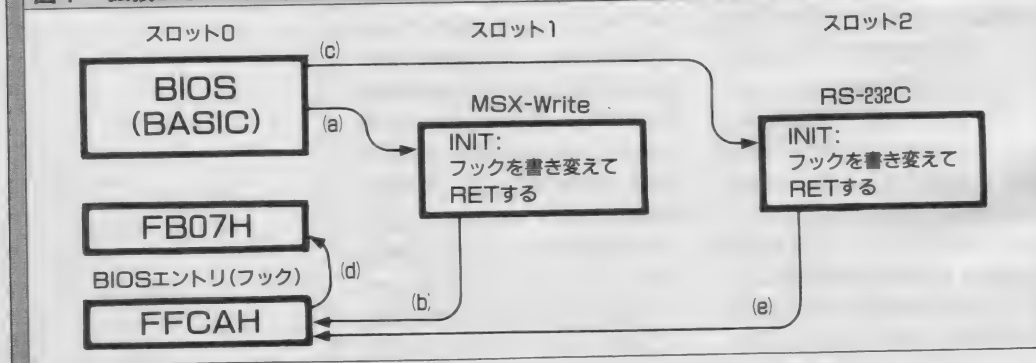 スロット0
スロット1
スロット2
(c)
BIOS
(BASIC)
(a)
MSX-Write
INIT:
フックを書き変えて
RETする
RS-232C
INIT:
フックを書き変えて
RETする
FB07H
(d)
BIOSエントリ(フック)
FFCAH
(b)
(e)